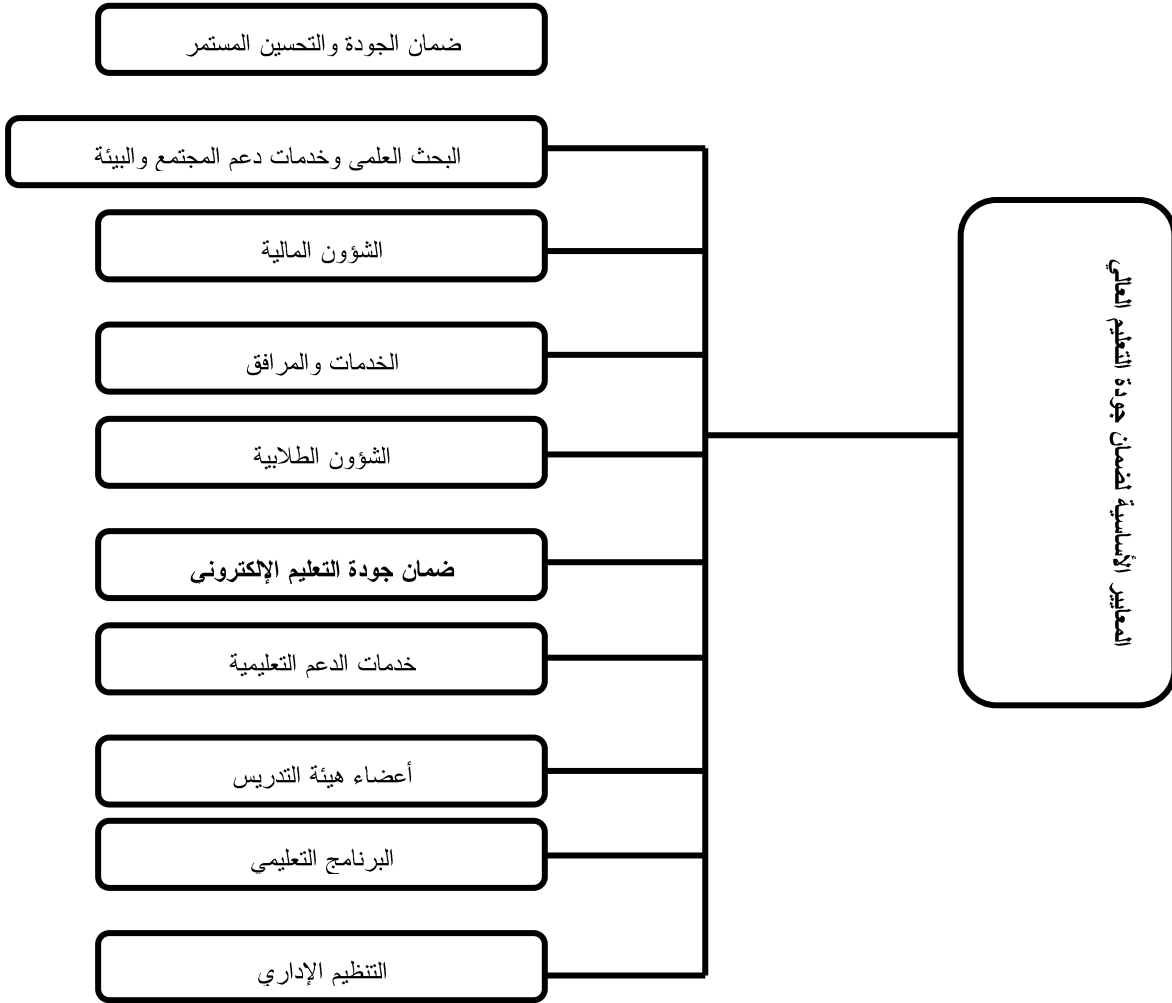 المعايير الأساسية لضمان جودة التعليم العالي
ضمان الجودة والتحسين المستمر
البحث العلمى وخدمات دعم المجتمع والبيئة
الشؤون المالية
الخدمات والمرافق
الشؤون الطلابية
ضمان جودة التعليم الإلكترونى
خدمات الدعم التعليمية
أعضاء هيئة التدريس
البرنامج التعليمي
التنظيم الإداري